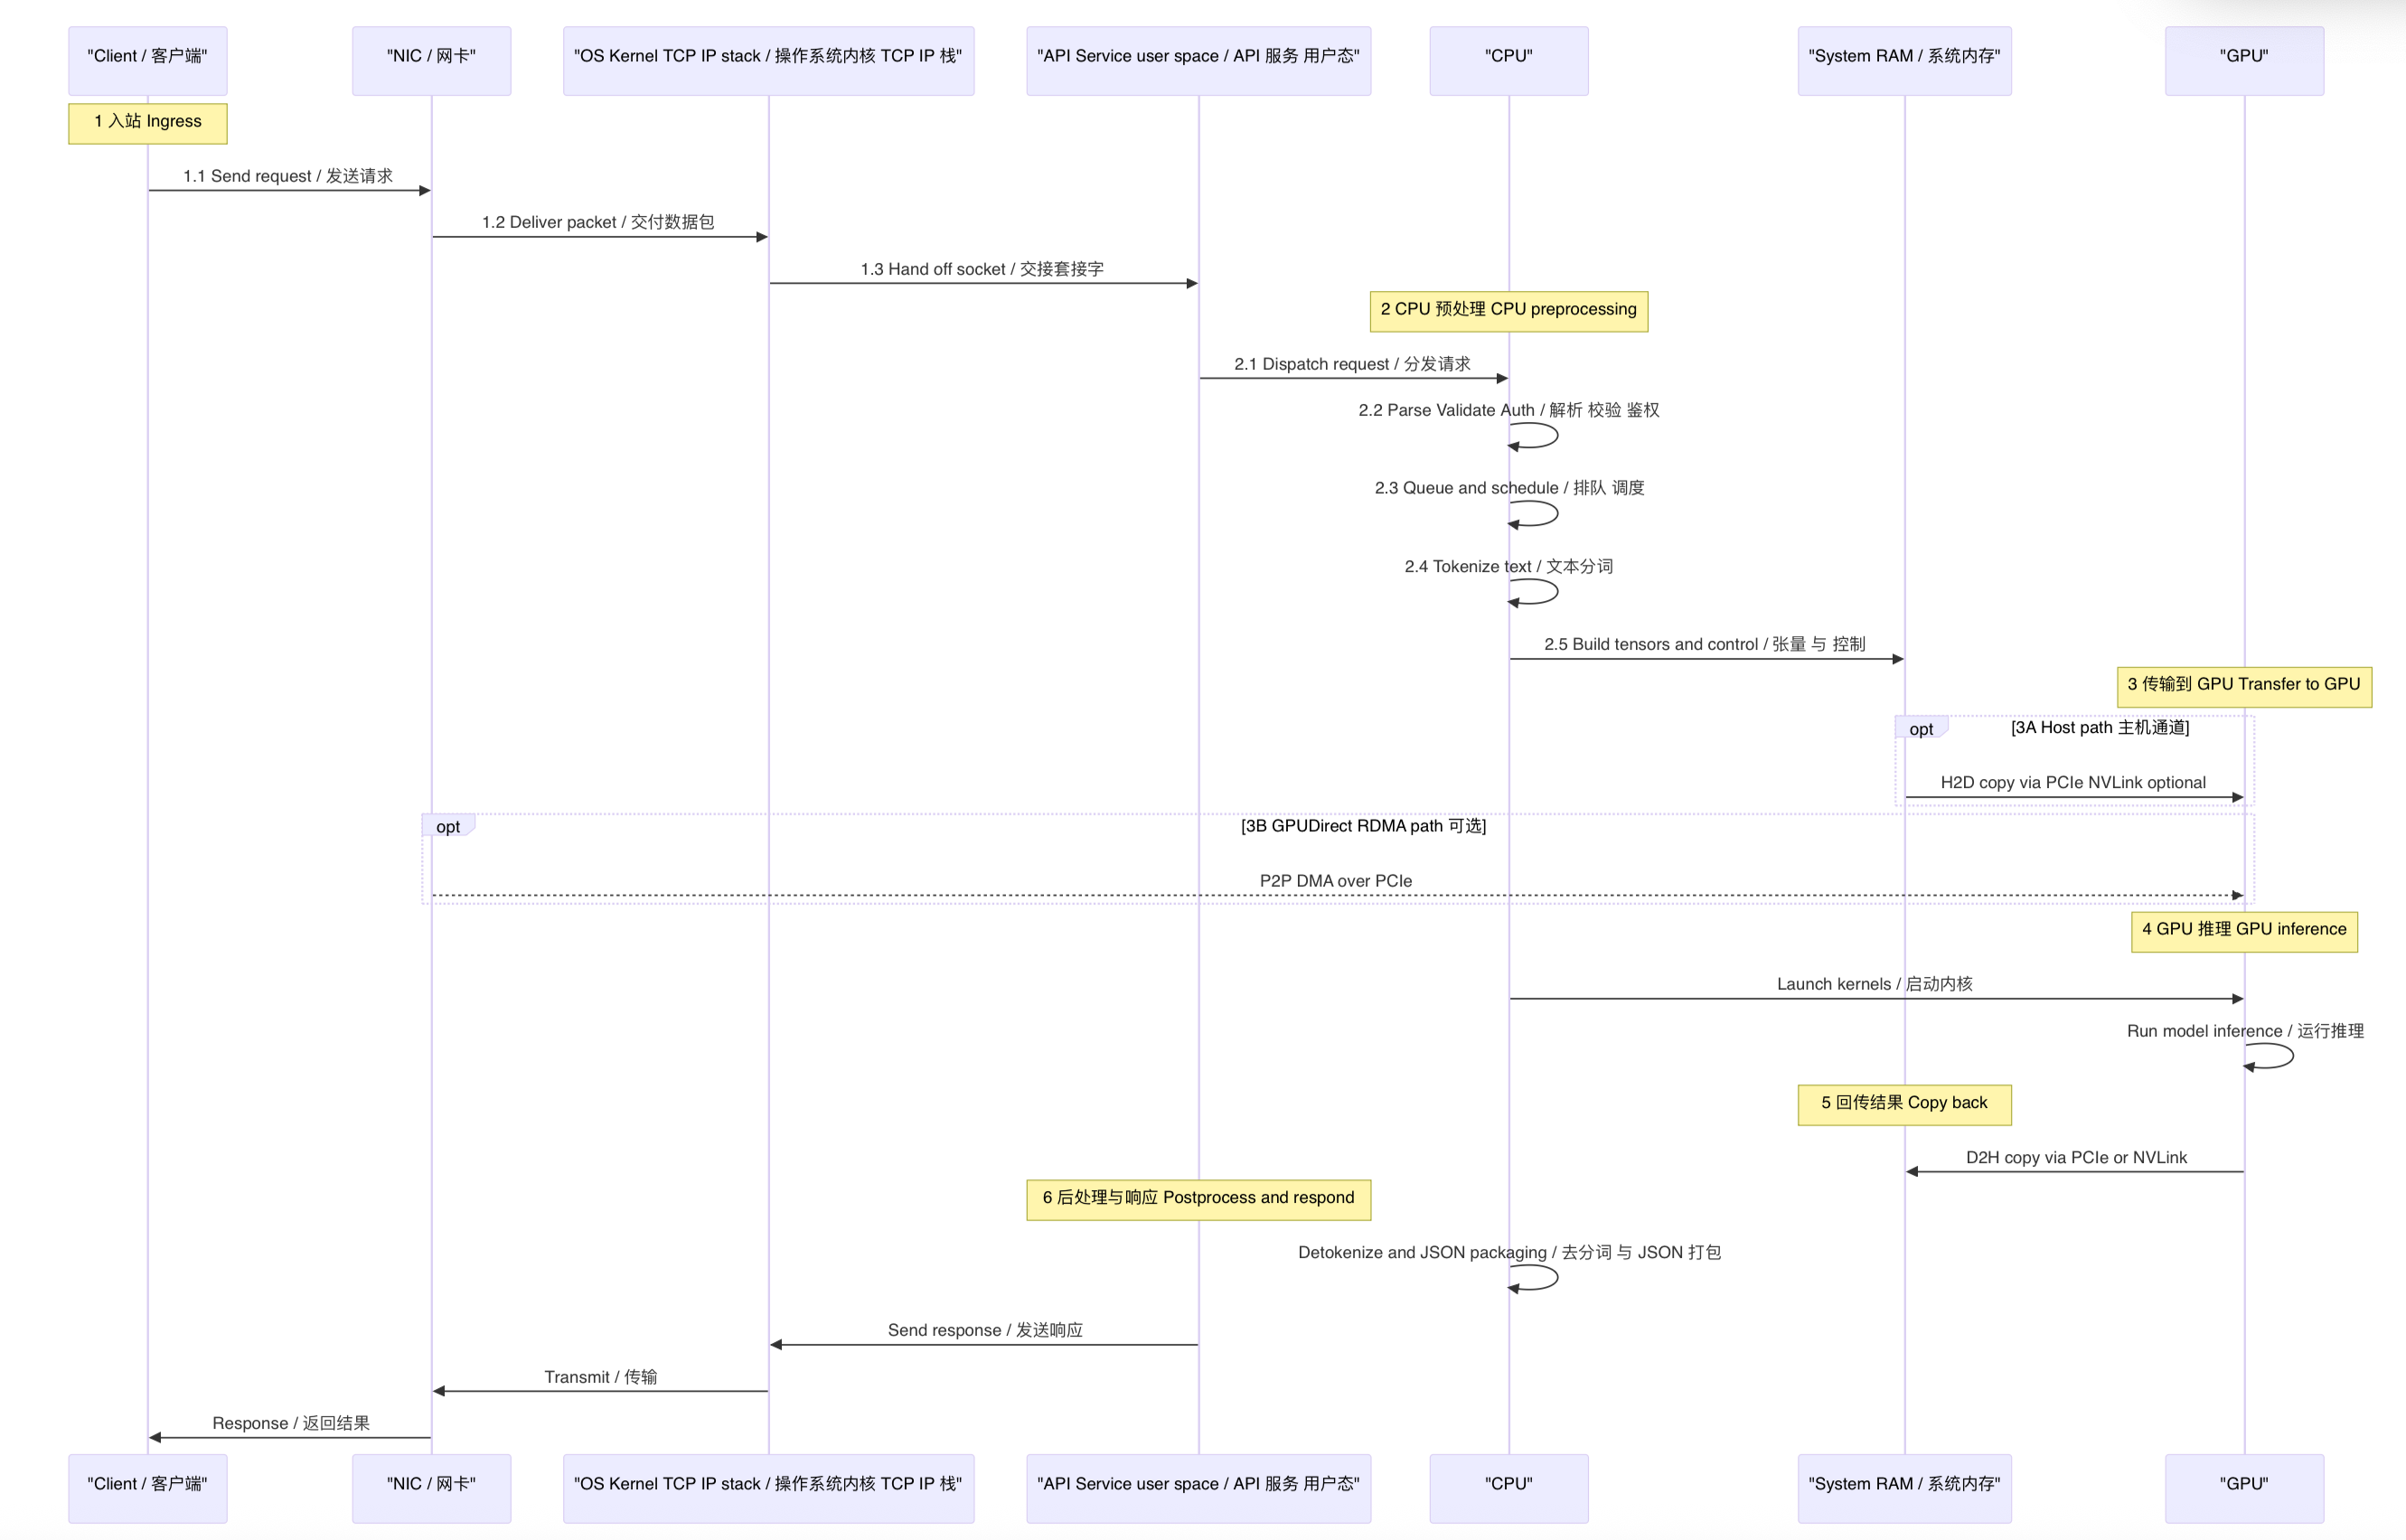 "Client / 客户端"
"NIC / 网卡"
"OS Kernel TCP IP stack / 操作系统内核 TCP IP 栈"
"API Service user space / API 服务 用户态"
"CPU"
"System RAM / 系统内存"
"GPU"
1 入站 Ingress
1.1 Send request / 发送请求
1.2 Deliver packet / 交付数据包
1.3 Hand off socket / 交接套接字
2 CPU 预处理 CPU preprocessing
2.1 Dispatch request / 分发请求
2.2 Parse Validate Auth / 解析 校验 鉴权
2.3 Queue and schedule / 排队 调度
2.4 Tokenize text / 文本分词
2.5 Build tensors and control / 张量 与 控制
3 传输到 GPU Transfer to GPU
opt
[3A Host path 主机通道]
H2D copy via PCIe NVLink optional
opt
[3B GPUDirect RDMA path 可选]
P2P DMA over PCIe
4 GPU 推理 GPU inference
Launch kernels / 启动内核
Run model inference / 运行推理
5 回传结果 Copy back
D2H copy via PCIe or NVLink
6 后处理与响应 Postprocess and respond
Detokenize and JSON packaging / 去分词 与 JSON 打包
Send response / 发送响应
Transmit / 传输
Response / 返回结果
"Client / 客户端"
"NIC / 网卡"
"OS Kernel TCP IP stack / 操作系统内核 TCP IP 栈"
"API Service user space / API 服务 用户态"
"CPU"
"System RAM / 系统内存"
"GPU"